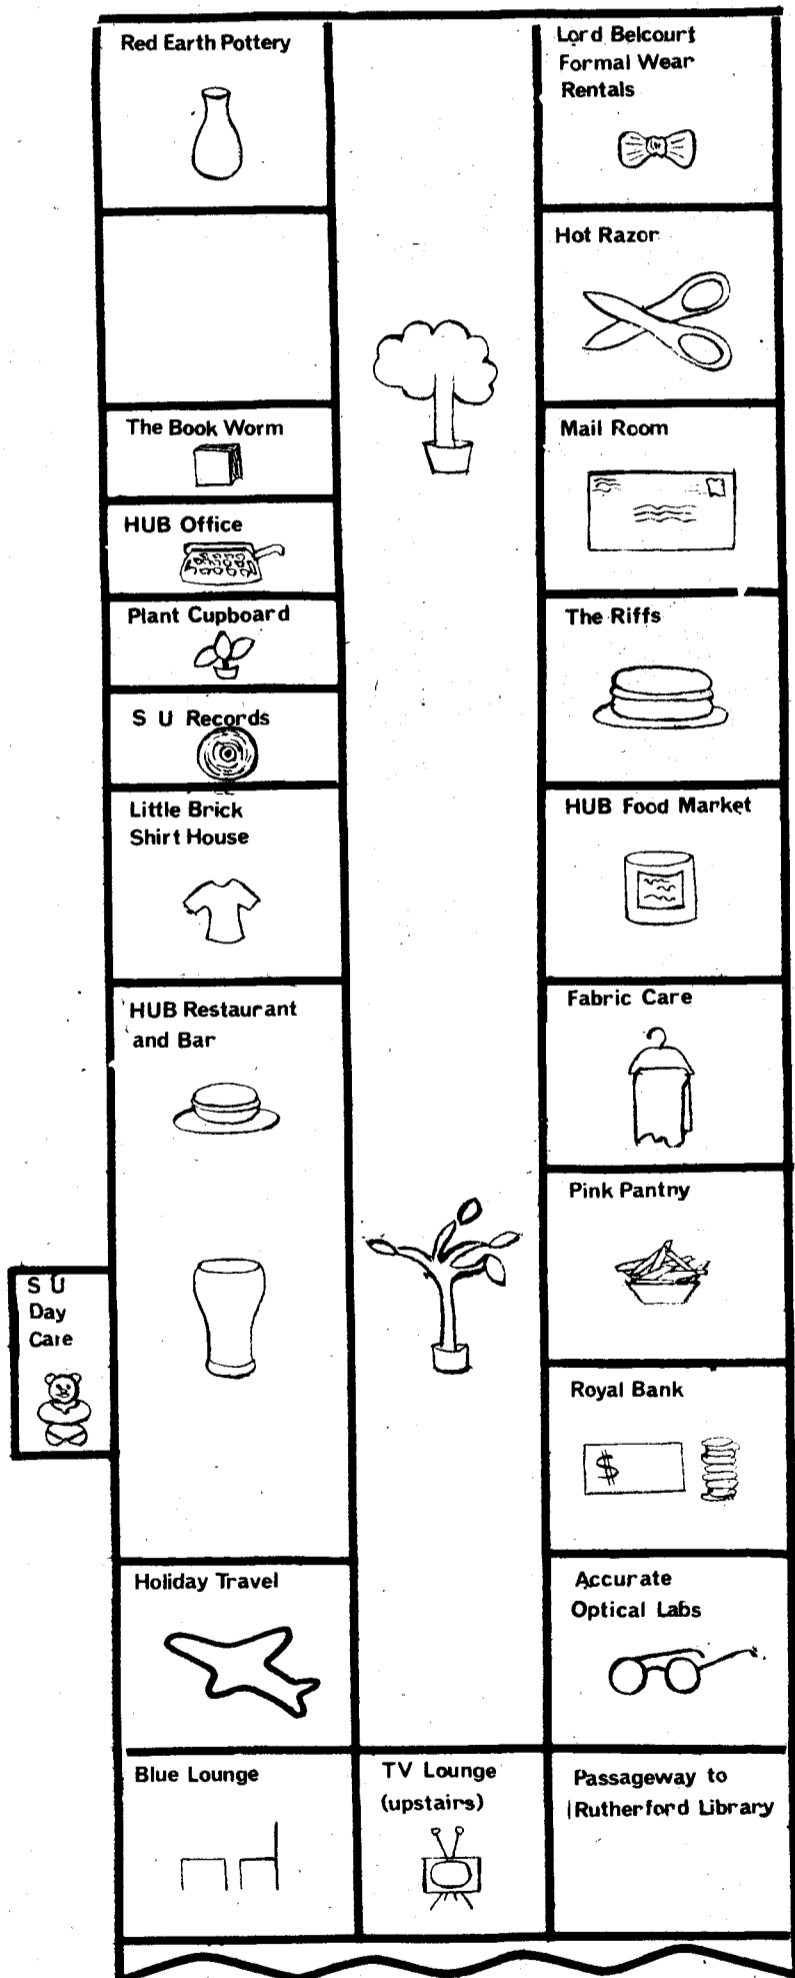 Red Earth Pottery
Lord Belcourt
Formal Wear
Rentals
Hot Razor
The Book Worm
Mail Room
HUB Office
Plant Cupboard
The Riffs
S U Records
Little Brick
Shirt House
HUB Food Market
HUB Restaurant
and Bar
Fabric Care
Pink Pantry
S U
Day
Care
Royal Bank
$
Holiday Travel
Accurate
Optical Labs
Blue Lounge
TV Lounge
(upstairs)
Passageway to
Rutherford Library